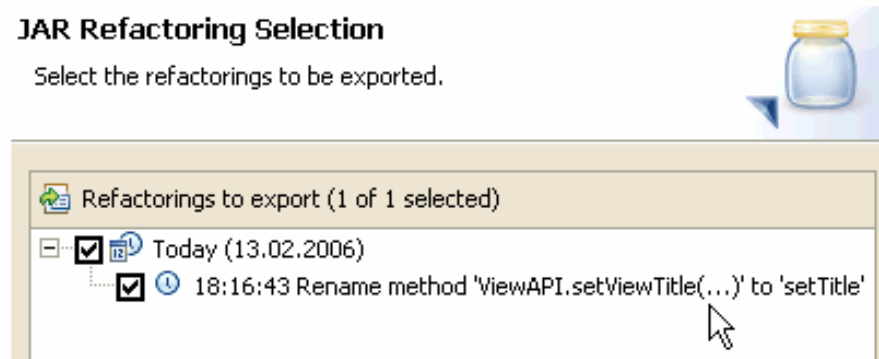 JAR Refactoring Selection
Select the refactorings to be exported.
Refactorings to export (1 of 1 selected)
12 Today (13.02.2006)
18:16:43 Rename method 'ViewAPI.setViewTitle(...)' to 'setTitle'